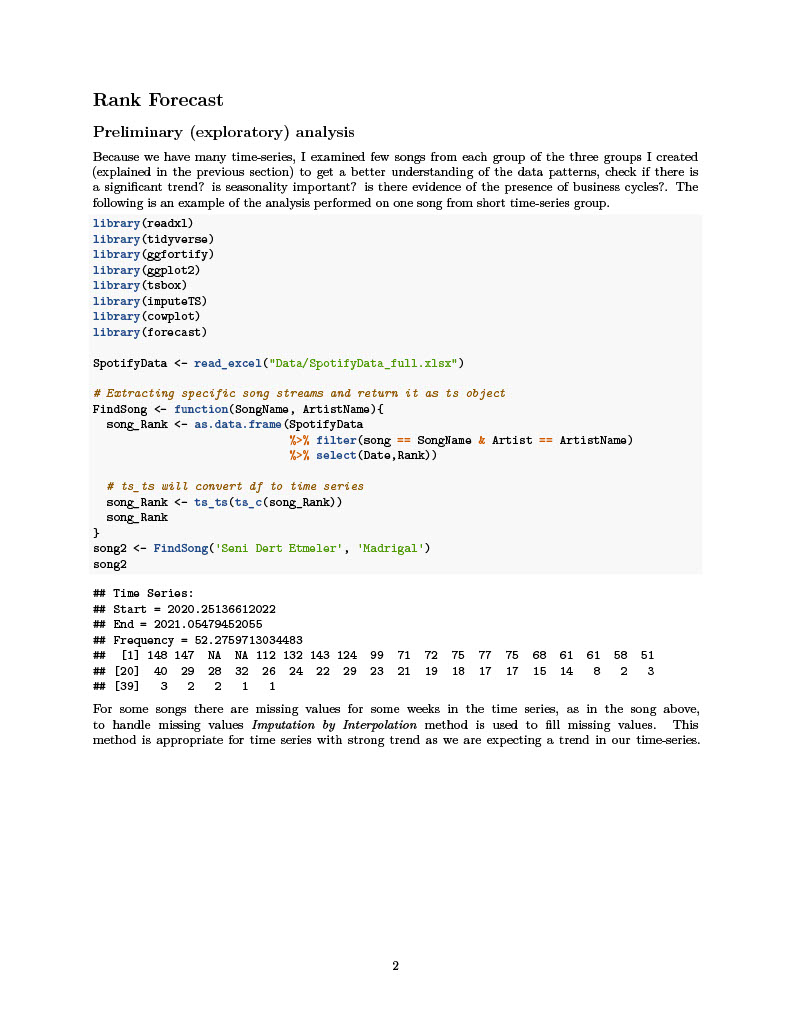 Rank Forecast
Preliminary (exploratory) analysis
Because we have many time-series, I examined few songs from each group of the three groups I created
(explained in the previous section) to get a better understanding of the data patterns, check if there is
a significant trend? is seasonality important? is there evidence of the presence of business cycles?. The
following is an example of the analysis performed on one song from short time-series group.
library(readxl)
library(tidyverse)
library(ggfortify)
library(ggplot2)
library(tsbox)
library(imputeTS)
library(cowplot)
library(forecast)
SpotifyData <- read_excel("Data/SpotifyData_full.xlsx")
# Extracting specific song streams and return it as ts object
FindSong <- function(SongName, ArtistName){
  song_Rank <- as.data.frame(SpotifyData
                             %>% filter(song == SongName & Artist == ArtistName)
                             %>% select(Date,Rank))
  # ts_ts will convert df to time series
  song_Rank <- ts_ts(ta_c(song_Rank))
  song_Rank
}
song2 <- FindSong('Seni Dert Etmeler', 'Madrigal')
song2
## Time Series:
## Start = 2020.25136612022
## End = 2021.05479452055
## Frequency = 52.2759713034483
##  [1] 148 147  NA  NA 112 132 143 124  99  71  72  75  77  75  68  61  61  58  51
## [20]  40  29  28  32  26  24  22  29  23  21  19  18  17  17  15  14   8   2   3
## [39]   3   2   2   1   1
For some songs there are missing values for some weeks in the time series, as in the song above,
to handle missing values Imputation by Interpolation method is used to fill missing values. This
method is appropriate for time series with strong trend as we are expecting a trend in our time-series.
2